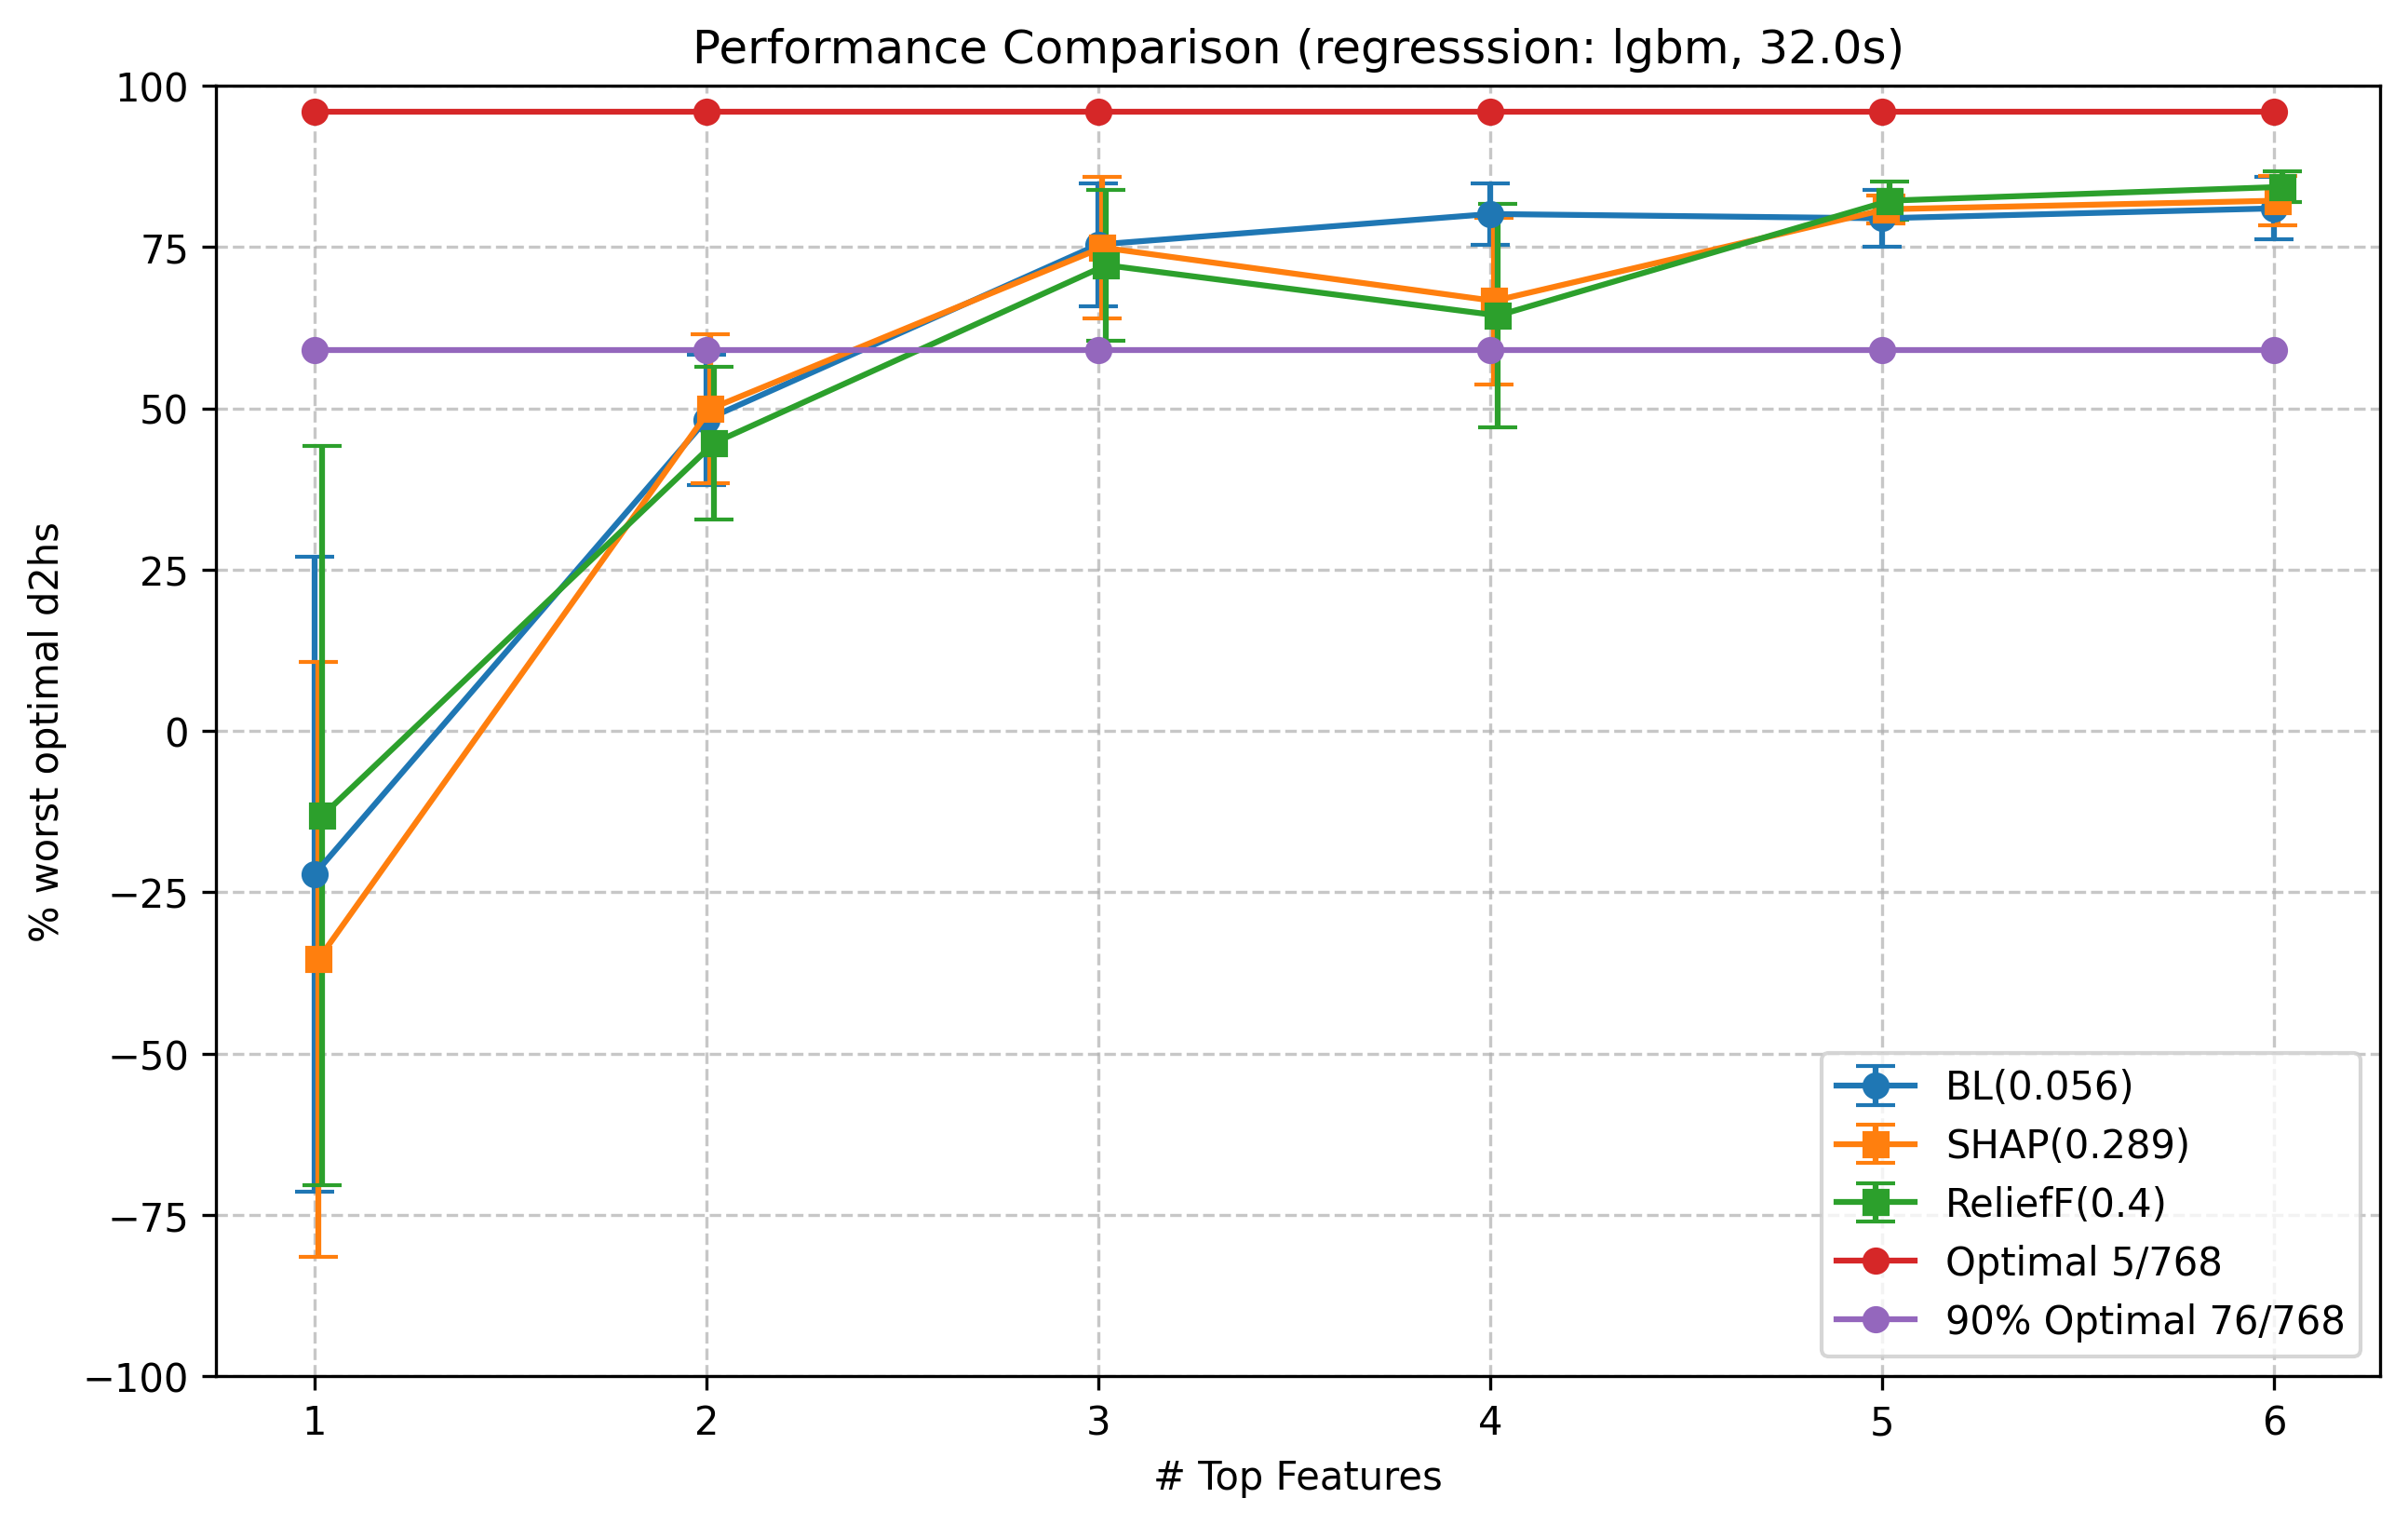 Performance Comparison (regresssion: lgbm, 32.0s)
% worst optimal d2hs
100
75
50
25
0
−25
−50
−75
−100
1 2 3 4 5 6
# Top Features
BL(0.056)
SHAP(0.289)
ReliefF(0.4)
Optimal 5/768
90% Optimal 76/768